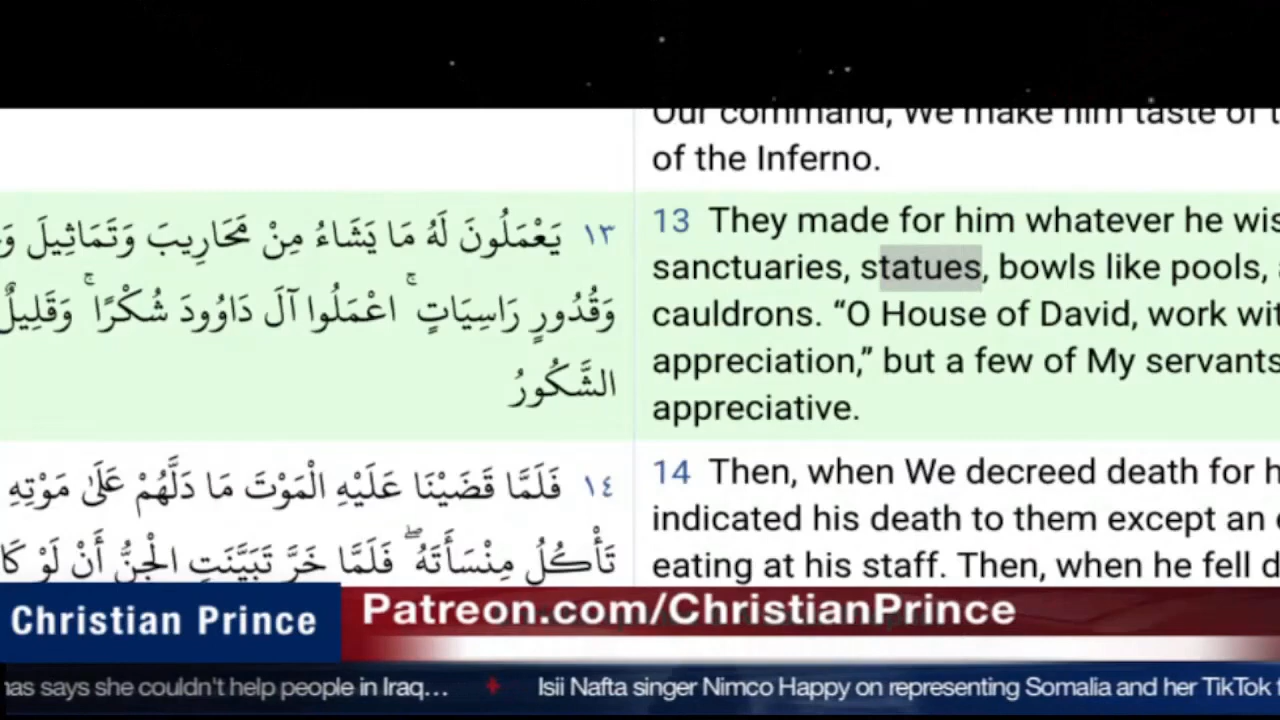 Our command, We make him taste of
of the Inferno.
١٣ يَعْمَلُونَ لَهُ مَا يَشَاءُ مِنْ مَحَارِيبَ وَتَمَاثِيلَ
وَقُدُورٍ رَاسِيَاتٍ ۚ اعْمَلُوا آلَ دَاوُودَ شُكْرًا ۚ وَقَلِيلٌ
الشَّكُورُ
13 They made for him whatever he wis
sanctuaries, statues, bowls like pools,
cauldrons. “O House of David, work wit
appreciation,” but a few of My servants
appreciative.
١٤ فَلَمَّا قَضَيْنَا عَلَيْهِ الْمَوْتَ مَا دَلَّهُمْ عَلَىٰ مَوْتِهِ
تَأْكُلُ مِنْسَأَتَهُ ۖ فَلَمَّا خَرَّ تَبَيَّنَتِ الْجِنُّ أَنْ لَوْ كَا
14 Then, when We decreed death for h
indicated his death to them except an
eating at his staff. Then, when he fell d
Christian Prince
Patreon.com/ChristianPrince
has says she couldn't help people in Iraq...
Isii Nafta singer Nimco Happy on representing Somalia and her TikTok